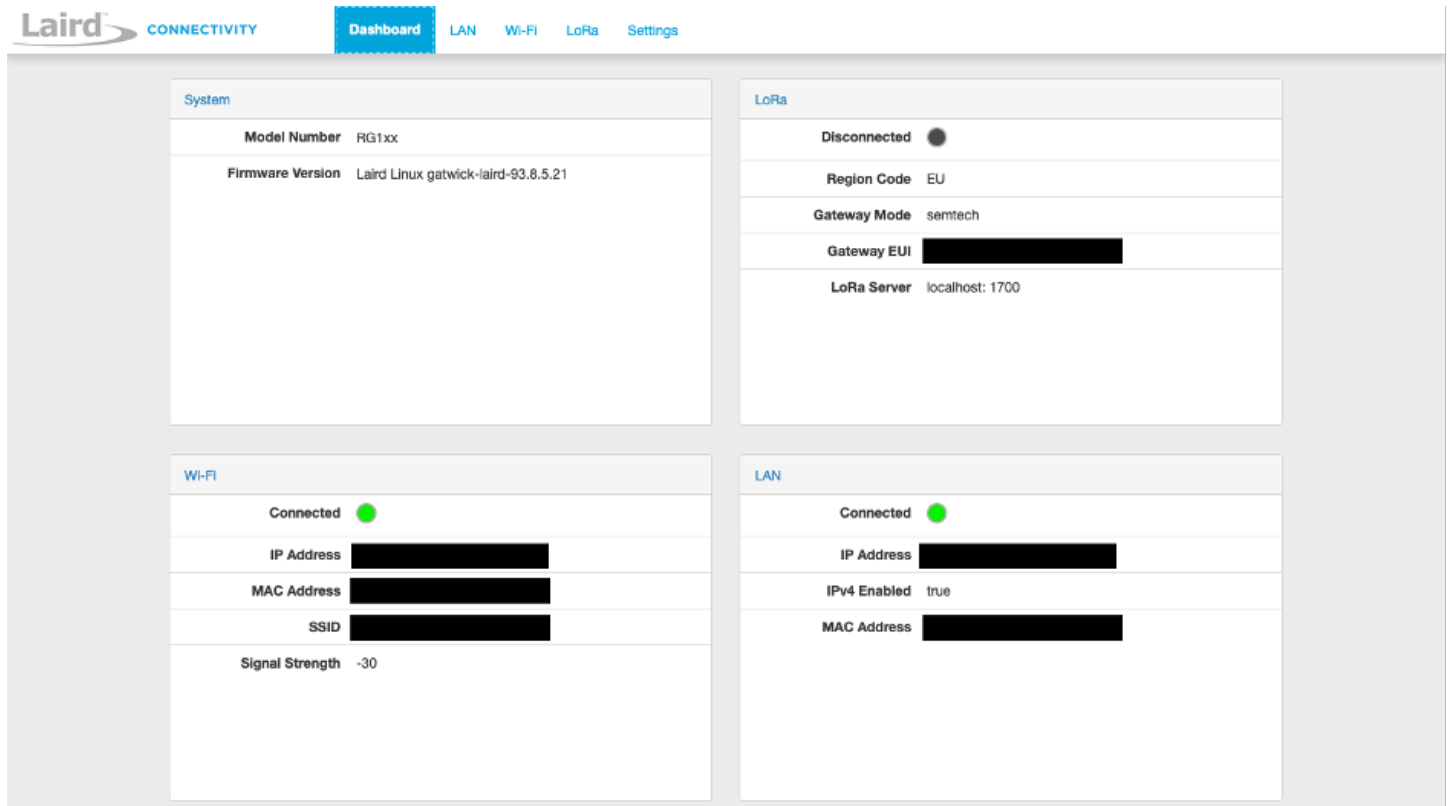 Laird™ CONNECTIVITY Dashboard LAN Wi-Fi LoRa Settings
System
Model Number RG1xx
Firmware Version Laird Linux gatwick-laird-93.8.5.21
LoRa
Disconnected
Region Code EU
Gateway Mode semtech
Gateway EUI
LoRa Server localhost: 1700
Wi-Fi
Connected
IP Address
MAC Address
SSID
Signal Strength -30
LAN
Connected
IP Address
IPv4 Enabled true
MAC Address